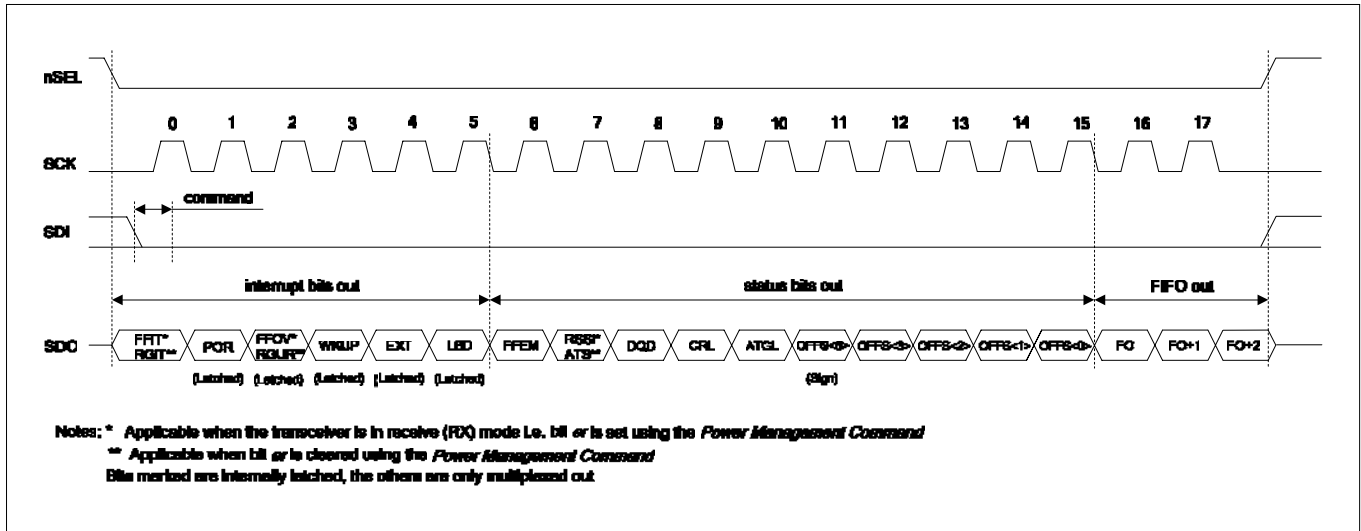 nSEL
0 1 2 3 4 5 6 7 8 9 10 11 12 13 14 15 16 17
SCK
command
SDI
interrupt bits out status bits out FIFO out
SDO
FFIT* POR FFOV* WKUP EXT LBD FFEM RSSI* DQD CRL ATGL OFFS<6> OFFS<3> OFFS<2> OFFS<1> OFFS<0> FO FO+1 FO+2
RGIT** RGUR** ATS**
(Latched) (Latched) (Latched) (Latched) (Latched) (Sign)
Notes: * Applicable when the transceiver is in receive (RX) mode i.e. bit er is set using the Power Management Command
** Applicable when bit er is cleared using the Power Management Command
Bits marked are internally latched, the others are only multiplexed out